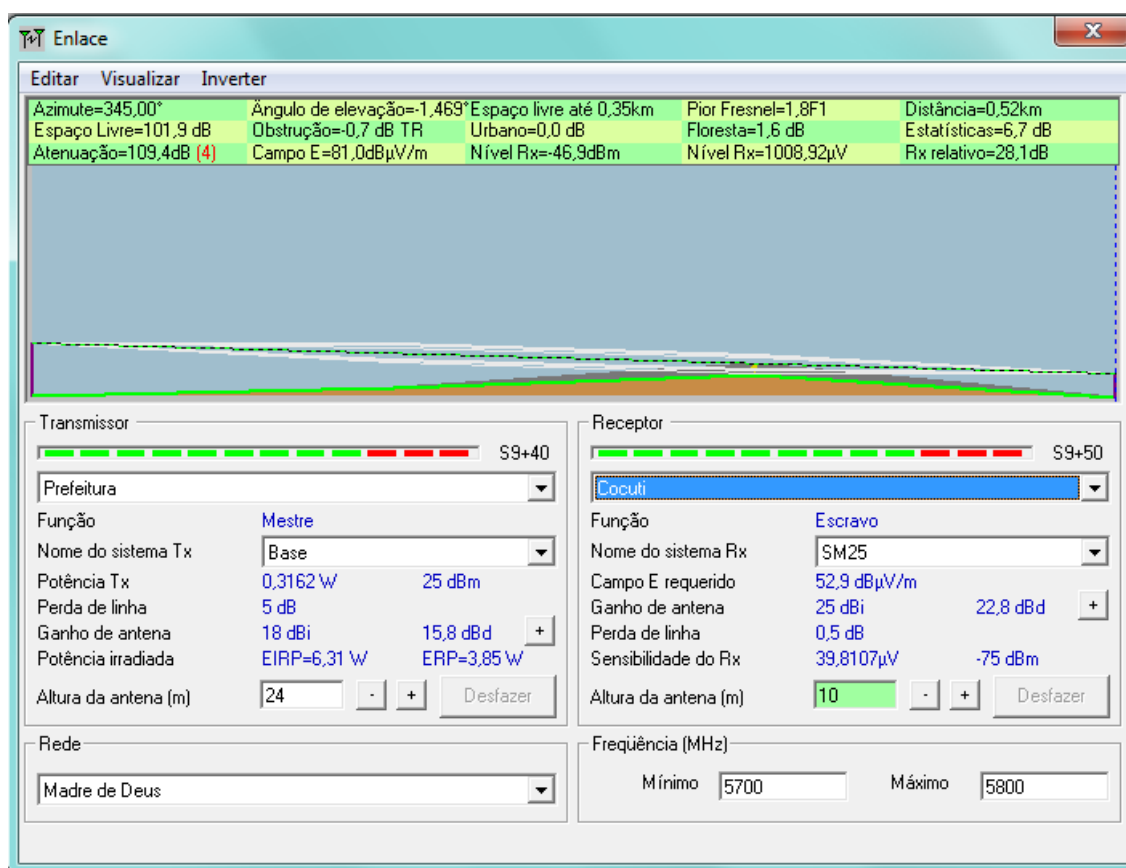 Enlace
Editar Visualizar Inverter
Azimute=345,00° Ângulo de elevação=-1,469° Espaço livre até 0,35km Pior Fresnel=1,8F1 Distância=0,52km
Espaço Livre=101,9 dB Obstrução=-0,7 dB TR Urbano=0,0 dB Floresta=1,6 dB Estatísticas=6,7 dB
Atenuação=109,4dB (4) Campo E=81,0dBµV/m Nível Rx=-46,9dBm Nível Rx=1008,92µV Rx relativo=28,1dB
Transmissor
S9+40
Prefeitura
Função Mestre
Nome do sistema Tx Base
Potência Tx 0,3162 W 25 dBm
Perda de linha 5 dB
Ganho de antena 18 dBi 15,8 dBd +
Potência irradiada EIRP=6,31 W ERP=3,85 W
Altura da antena (m) 24 - + Desfazer
Rede
Madre de Deus
Receptor
S9+50
Cocuti
Função Escravo
Nome do sistema Rx SM25
Campo E requerido 52,9 dBµV/m
Ganho de antena 25 dBi 22,8 dBd +
Perda de linha 0,5 dB
Sensibilidade do Rx 39,8107µV -75 dBm
Altura da antena (m) 10 - + Desfazer
Freqüência (MHz)
Mínimo 5700 Máximo 5800